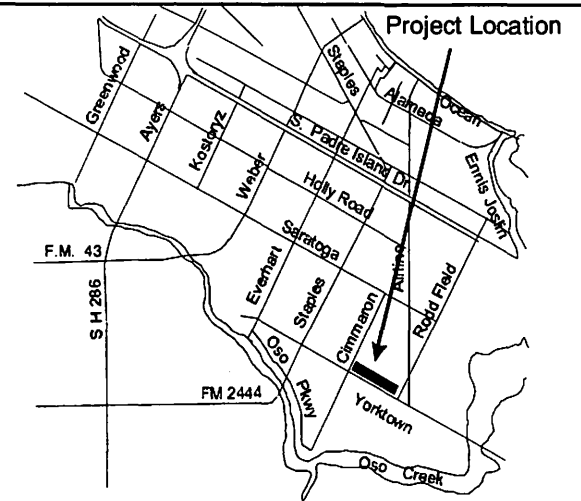 Project Location
Staples
Ocean
Alameda
Greenwood
Ayers
Kostoryz
S. Padre Island Dr.
Ennis Joslin
Weber
Holly Road
Saratoga
F.M. 43
S H 286
Everhart
Staples
Airline
Cimmaron
Rodd Field
Oso Pkwy
FM 2444
Yorktown
Oso Creek